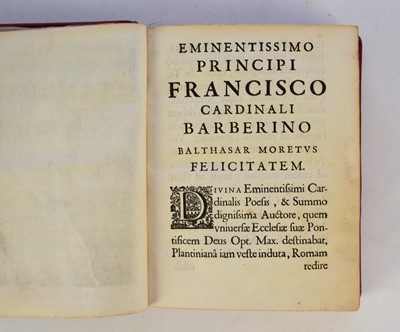 EMINENTISSIMO
PRINCIPI
FRANCISCO
CARDINALI
BARBERINO
BALTHASAR MORETVS
FELICITATEM.
DIVINA Eminentiſſimi Car-
dinalis Poeſis, & Summo
digniſſima Auctore, quem
vniuerſæ Eccleſiæ ſuæ Pon-
tificem Deus Opt. Max. deſtinabat,
Plantinianâ iam veſte induta, Romam
redire